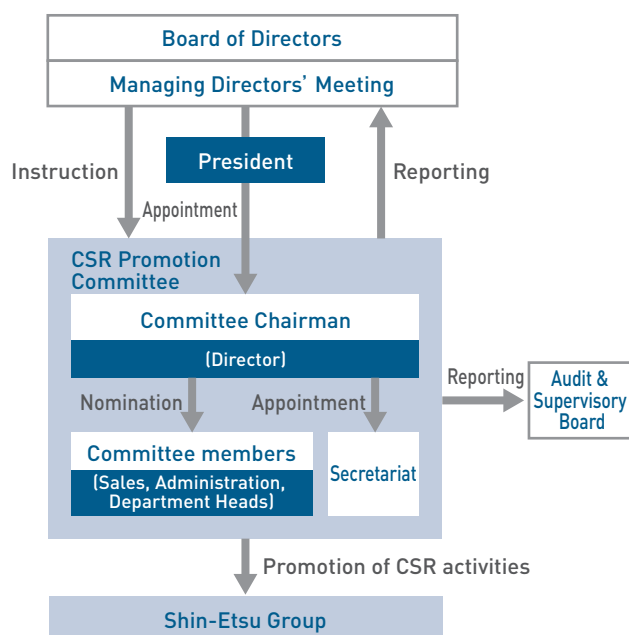 Board of Directors
Managing Directors’ Meeting
President
Instruction
Reporting
Appointment
CSR Promotion
Committee
Committee Chairman
(Director)
Nomination
Appointment
Reporting
Audit &
Supervisory
Board
Committee members
(Sales, Administration,
Department Heads)
Secretariat
Promotion of CSR activities
Shin-Etsu Group